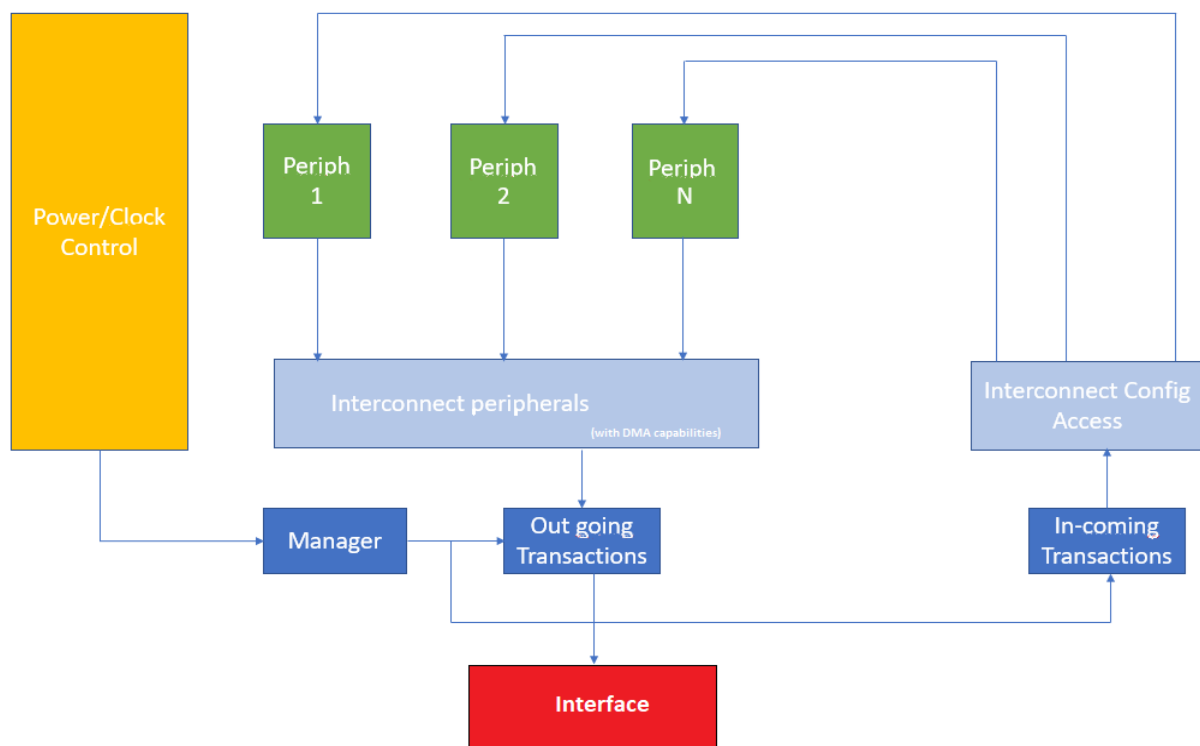 Periph
1
Periph
2
Periph
N
Power/Clock
Control
Interconnect peripherals
(with DMA capabilities)
Interconnect Config
Access
Manager
Out going
Transactions
In-coming
Transactions
Interface